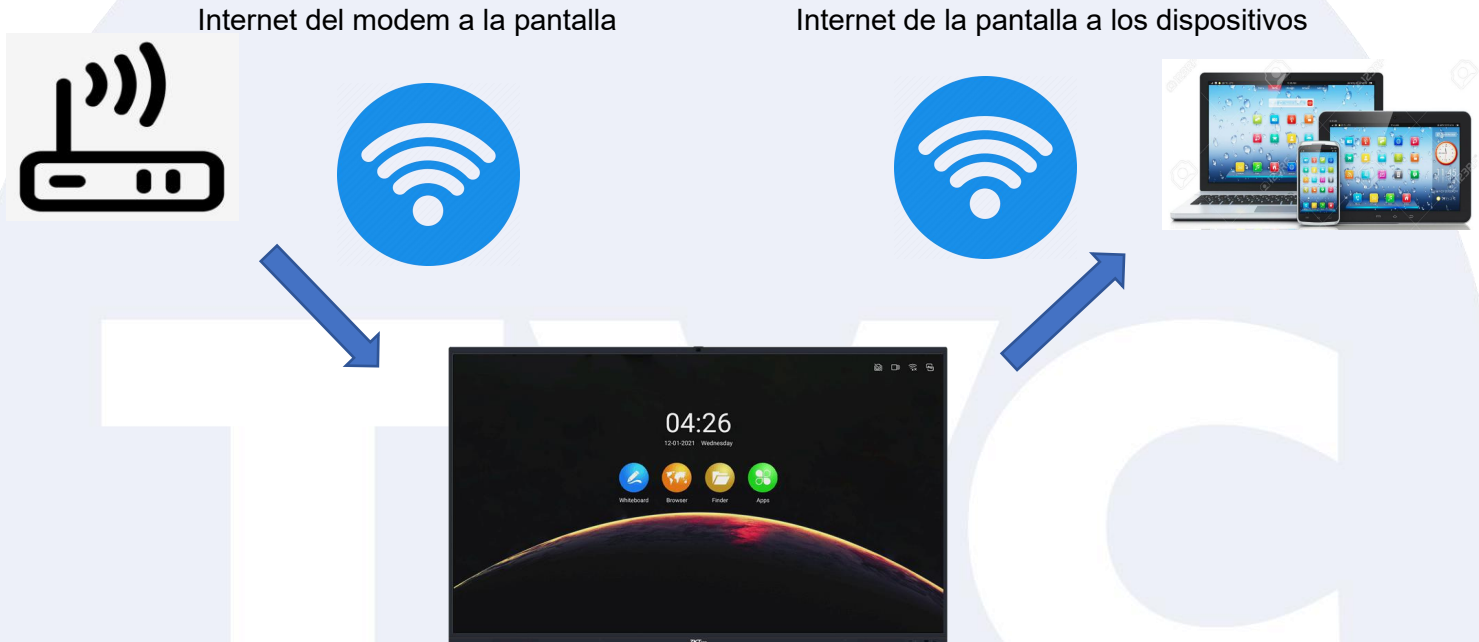 Internet del modem a la pantalla
Internet de la pantalla a los dispositivos
04:26
12-01-2021 Wednesday
Whiteboard Browser Finder Apps
TVC